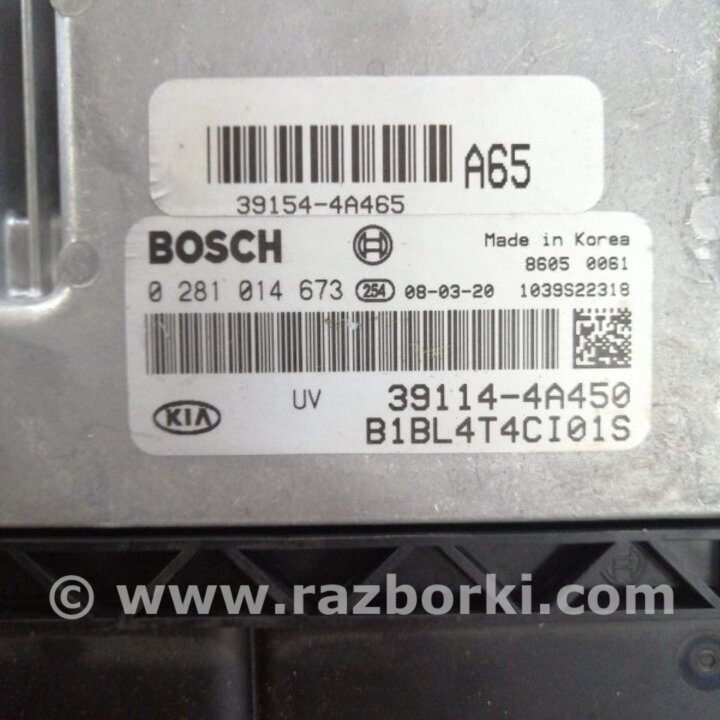 A65
39154-4A465
BOSCH
Made in Korea
8605 0061
0 281 014 673 254 08-03-20 1039S22318
UV 39114-4A450
KIA
B1BL4T4CI01S
© www.razborki.com